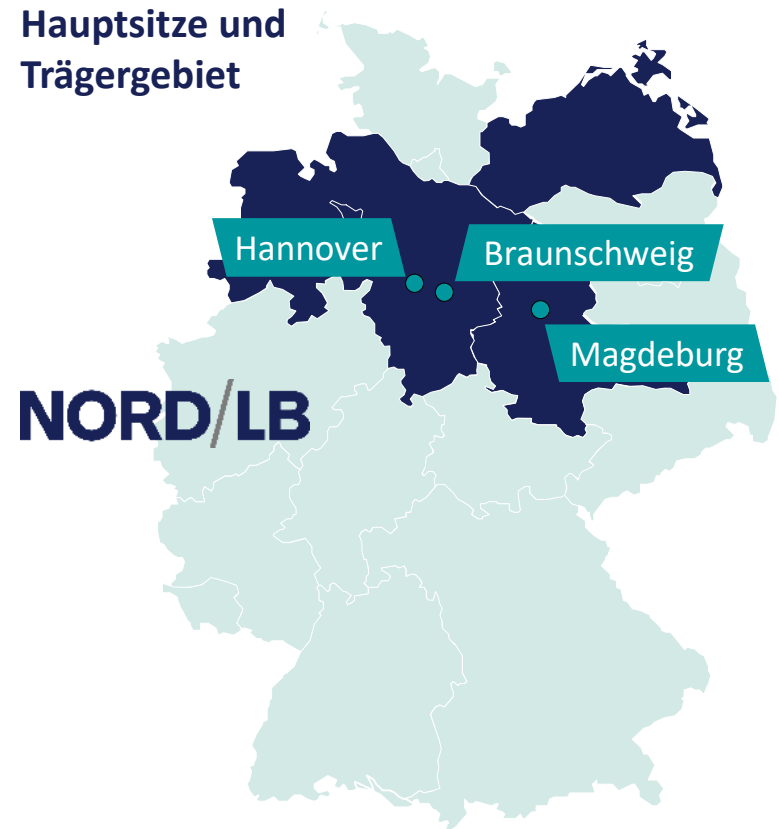 Hauptsitze und
Trägergebiet
Hannover
Braunschweig
Magdeburg
NORD/LB